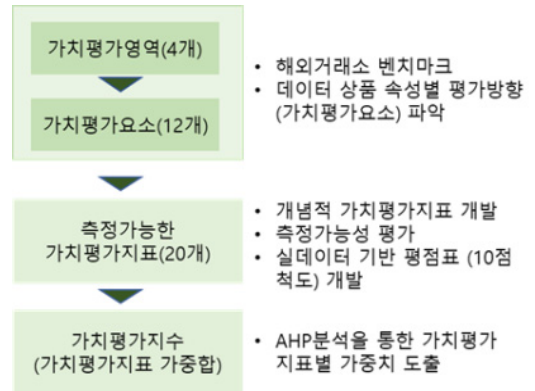 가치평가영역(4개)
가치평가요소(12개)
• 해외거래소 벤치마크
• 데이터 상품 속성별 평가방향
(가치평가요소) 파악
측정가능한
가치평가지표(20개)
• 개념적 가치평가지표 개발
• 측정가능성 평가
• 실데이터 기반 평점표 (10점
척도) 개발
가치평가지수
(가치평가지표 가중합)
• AHP분석을 통한 가치평가
지표별 가중치 도출